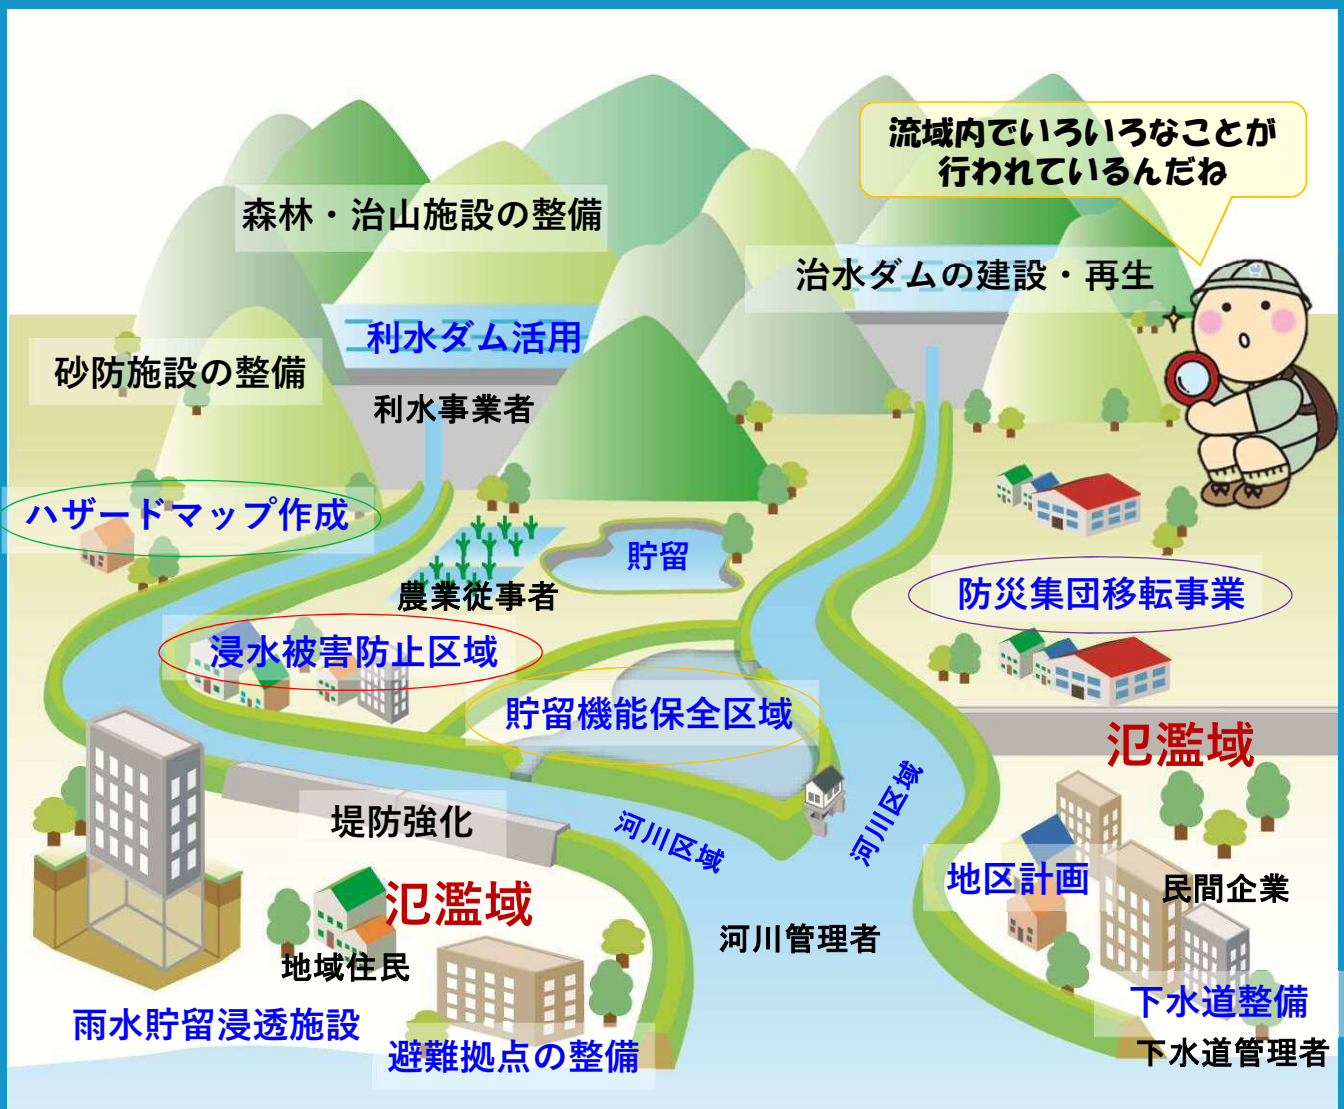 流域内でいろいろなことが
行われているんだね
森林・治山施設の整備
治水ダムの建設・再生
利水ダム活用
砂防施設の整備
利水事業者
ハザードマップ作成
貯留
農業従事者
防災集団移転事業
浸水被害防止区域
貯留機能保全区域
氾濫域
堤防強化
河川区域
河川区域
地区計画
民間企業
氾濫域
河川管理者
地域住民
下水道整備
雨水貯留浸透施設
避難拠点の整備
下水道管理者